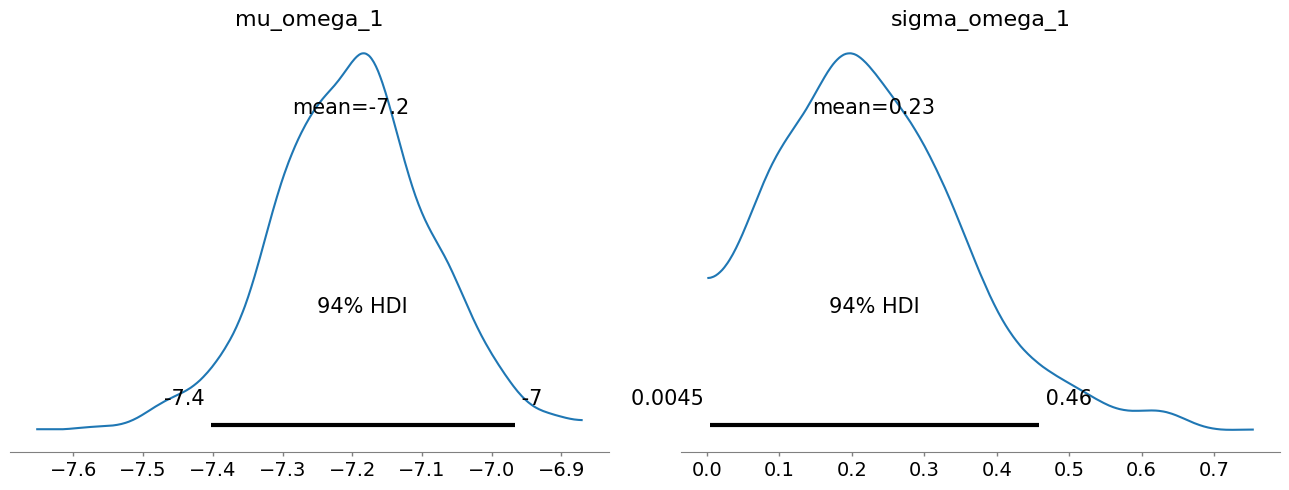 mu_omega_1
mean=-7.2
94% HDI
-7.4
-7
−7.6 −7.5 −7.4 −7.3 −7.2 −7.1 −7.0 −6.9
sigma_omega_1
mean=0.23
94% HDI
0.0045
0.46
0.0 0.1 0.2 0.3 0.4 0.5 0.6 0.7